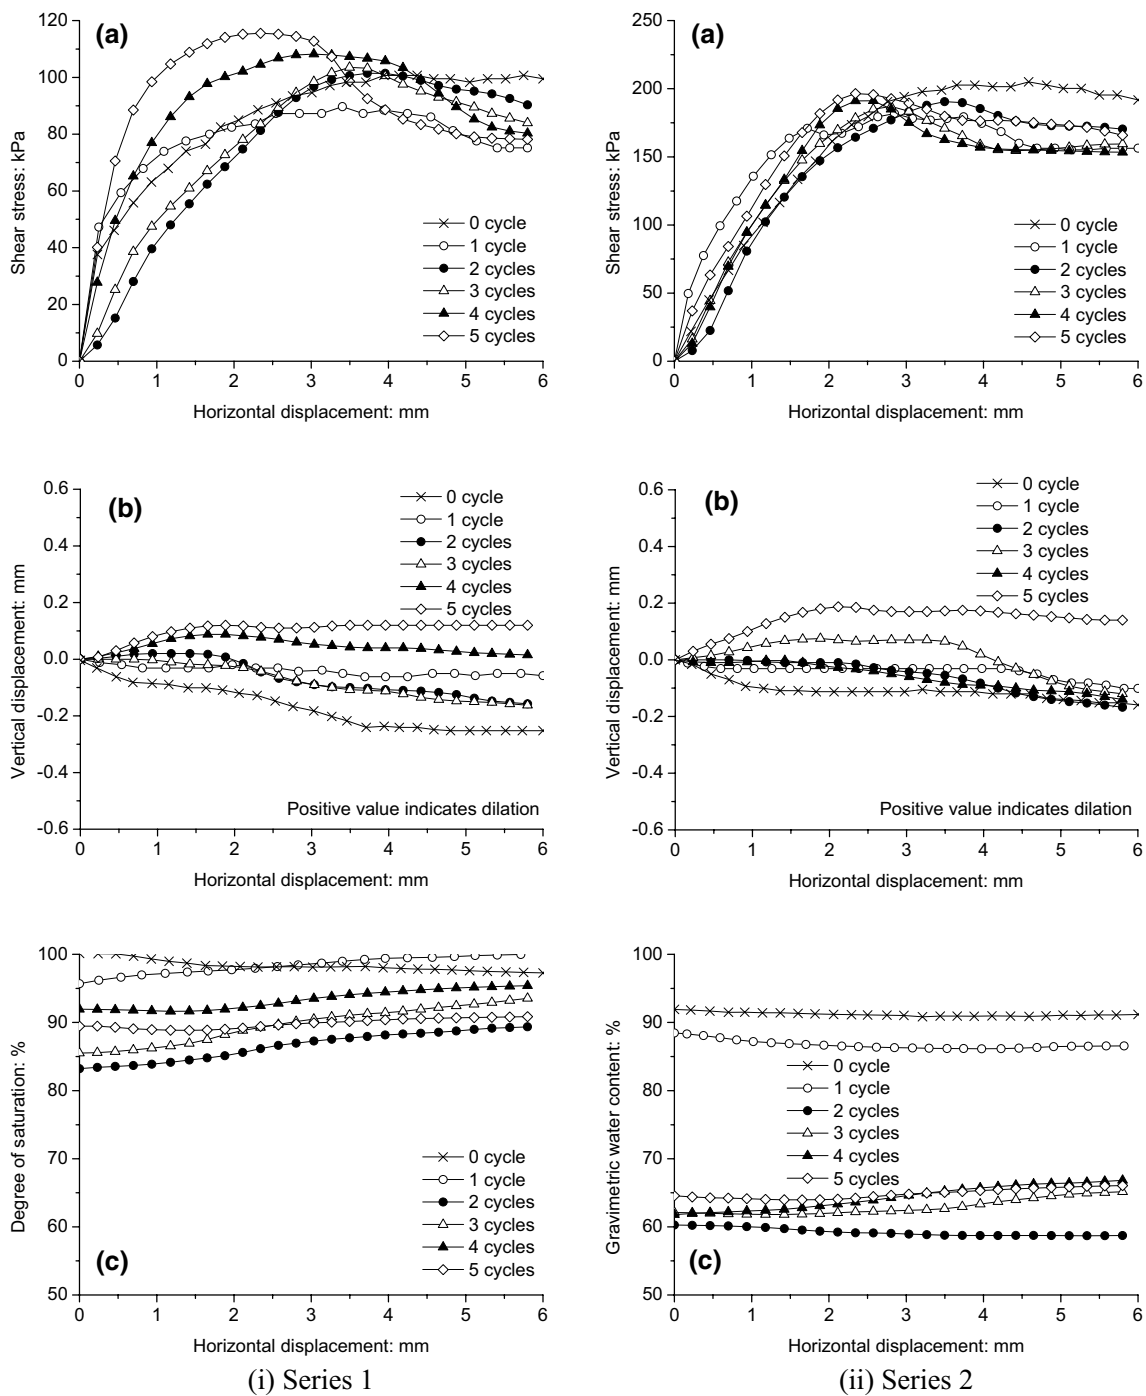 (a)
120
100
80
60
40
20
0
Shear stress: kPa
0 cycle
1 cycle
2 cycles
3 cycles
4 cycles
5 cycles
0 1 2 3 4 5 6
Horizontal displacement: mm
(a)
250
200
150
100
50
0
Shear stress: kPa
0 cycle
1 cycle
2 cycles
3 cycles
4 cycles
5 cycles
0 1 2 3 4 5 6
Horizontal displacement: mm
(b)
0.6
0.4
0.2
0.0
-0.2
-0.4
-0.6
Vertical displacement: mm
0 cycle
1 cycle
2 cycles
3 cycles
4 cycles
5 cycles
Positive value indicates dilation
0 1 2 3 4 5 6
Horizontal displacement: mm
(b)
0.6
0.4
0.2
0.0
-0.2
-0.4
-0.6
Vertical displacement: mm
0 cycle
1 cycle
2 cycles
3 cycles
4 cycles
5 cycles
Positive value indicates dilation
0 1 2 3 4 5 6
Horizontal displacement: mm
100
90
80
70
60
50
Degree of saturation: %
0 cycle
1 cycle
2 cycles
3 cycles
4 cycles
5 cycles
(c)
0 1 2 3 4 5 6
Horizontal displacement: mm
(i) Series 1
100
90
80
70
60
50
Gravimetric water content: %
0 cycle
1 cycle
2 cycles
3 cycles
4 cycles
5 cycles
(c)
0 1 2 3 4 5 6
Horizontal displacement: mm
(ii) Series 2